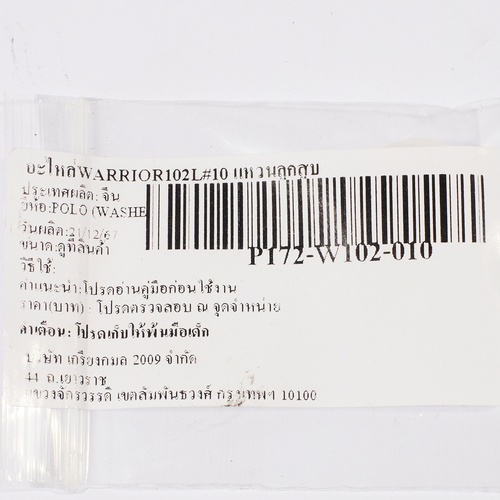 อะไหล่WARRIOR102L#10 แหวนลูกสูบ
ประเทศผลิต: จีน
ยี่ห้อ:POLO (WASHE
วันผลิต:21/12/67
ขนาด:ดูที่สินค้า
P172-W102-010
วิธีใช้:
คำแนะนำ:โปรดอ่านคู่มือก่อนใช้งาน
ราคา(บาท) : โปรดตรวจสอบ ณ จุดจำหน่าย
คำเตือน: โปรดเก็บให้พ้นมือเด็ก
บริษัท เกรียงกมล 2009 จำกัด
44 ถ.เยาวราช
แขวงจักรวรรดิ์ เขตสัมพันธวงศ์ กรุงเทพฯ 10100